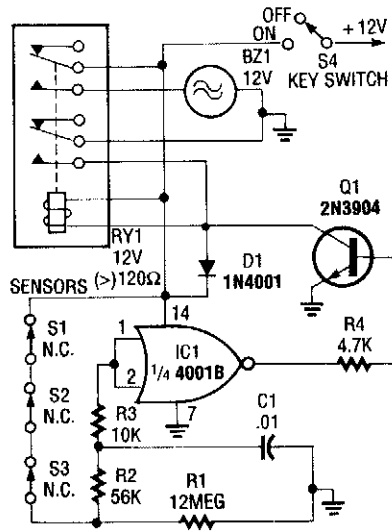 OFF
ON
+ 12V
BZ1
12V
S4
KEY SWITCH
Q1
2N3904
RY1
12V
(>)120Ω
D1
1N4001
SENSORS
S1
N.C.
S2
N.C.
S3
N.C.
14
1
2
IC1
1/4 4001B
7
R4
4.7K
R3
10K
C1
.01
R2
56K
R1
12MEG